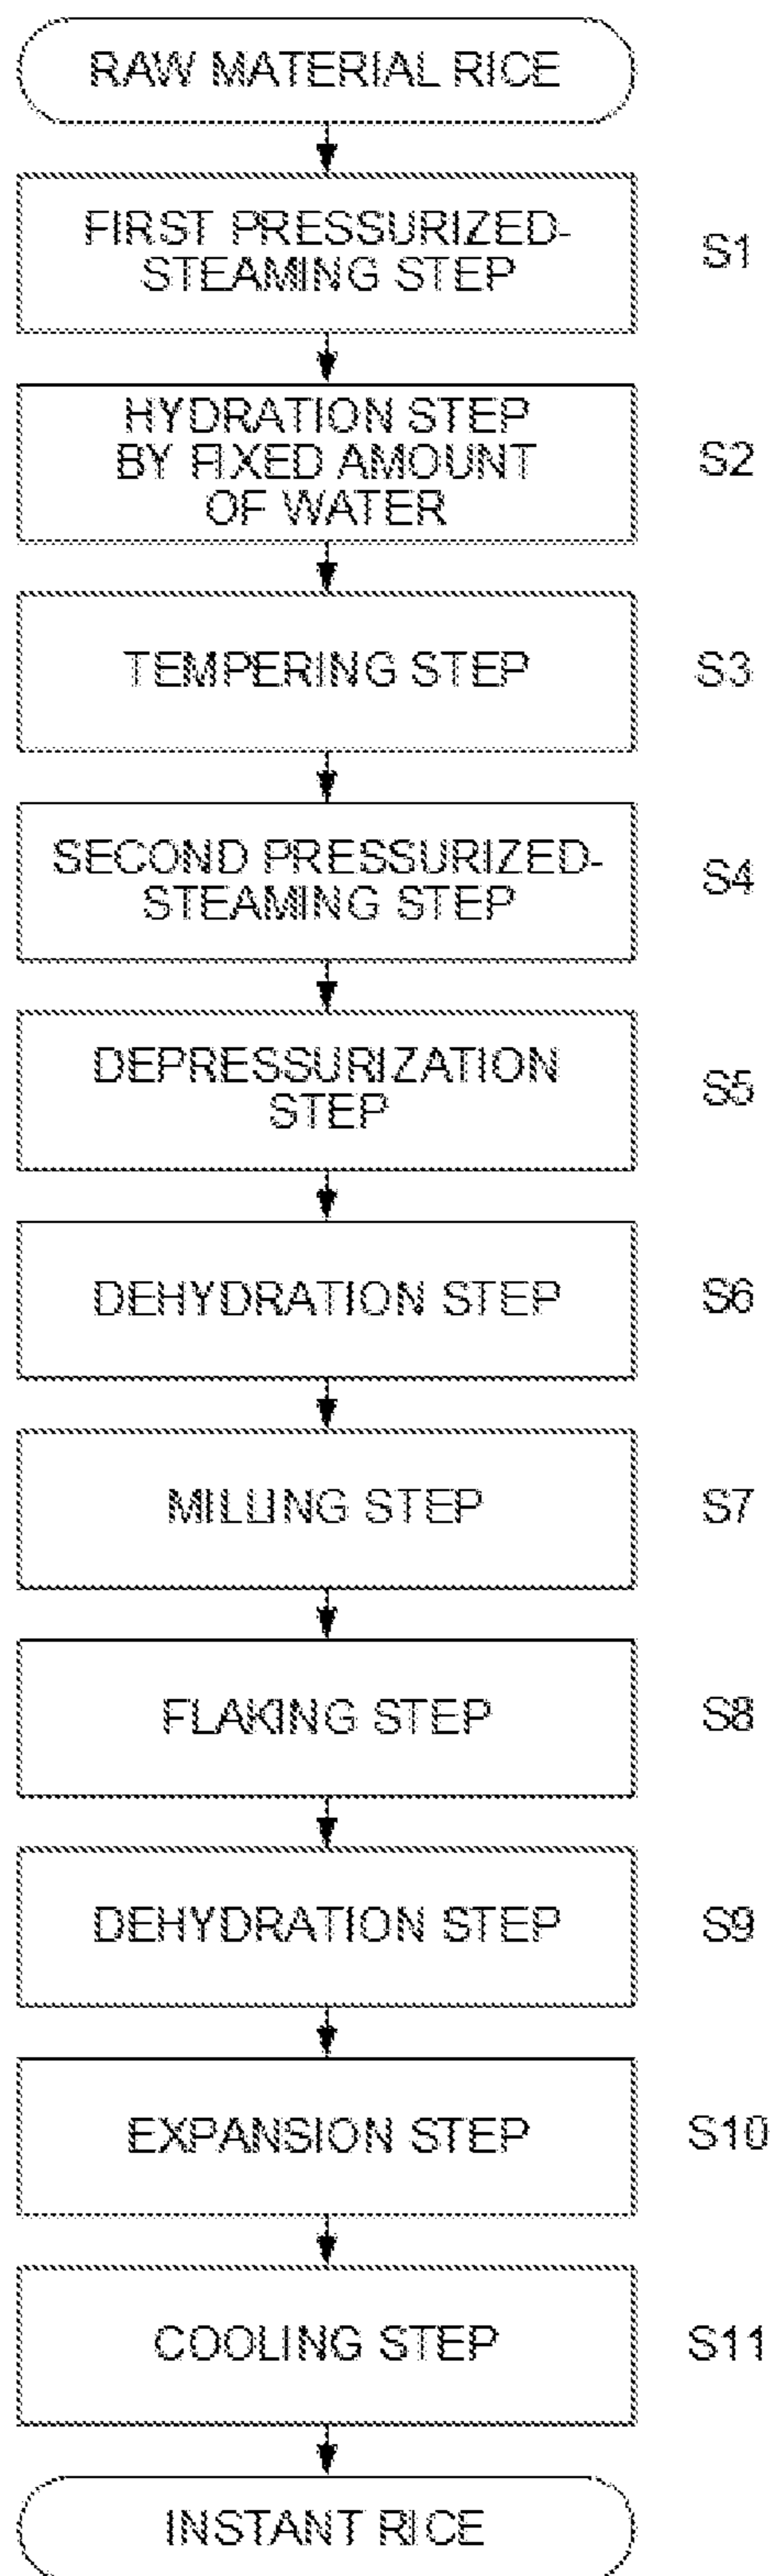 RAW MATERIAL RICE
FIRST PRESSURIZED-
STEAMING STEP
S1
HYDRATION STEP
BY FIXED AMOUNT
OF WATER
S2
TEMPERING STEP
S3
SECOND PRESSURIZED-
STEAMING STEP
S4
DEPRESSURIZATION
STEP
S5
DEHYDRATION STEP
S6
MILLING STEP
S7
FLAKING STEP
S8
DEHYDRATION STEP
S9
EXPANSION STEP
S10
COOLING STEP
S11
INSTANT RICE